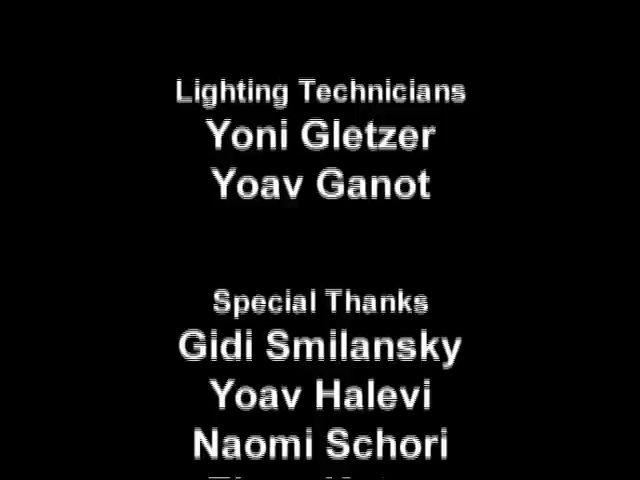 Lighting Technicians
Yoni Gletzer
Yoav Ganot
Special Thanks
Gidi Smilansky
Yoav Halevi
Naomi Schori